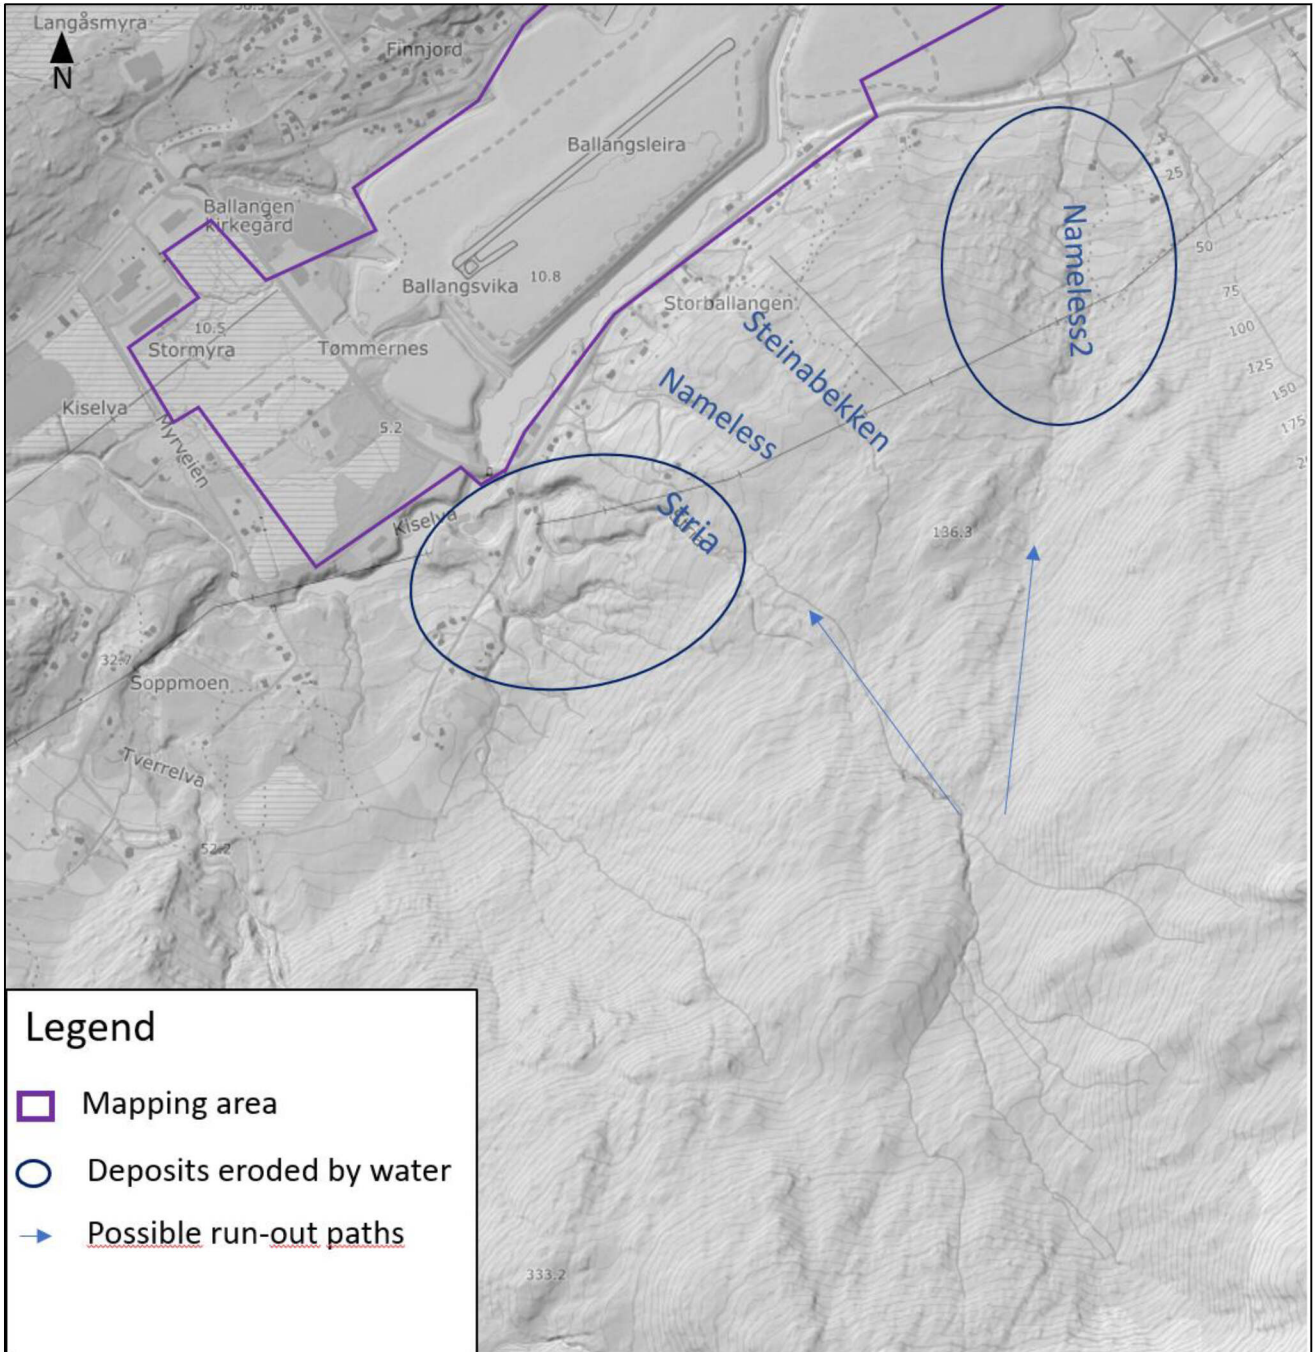 Langåsmyra
N
Finnjord
Ballangsleira
Ballangen
kirkegård
25
Nameless2
50
Ballangsvika
10.8
75
Storballangen
100
10.5
Stormyra
Tømmernes
Steinabekken
125
150
Kiselva
Nameless
175
5.2
Myrveien
Kiselva
Stria
136.3
32.7
Soppmoen
Tverrelva
52.2
Legend
Mapping area
Deposits eroded by water
Possible run-out paths
333.2